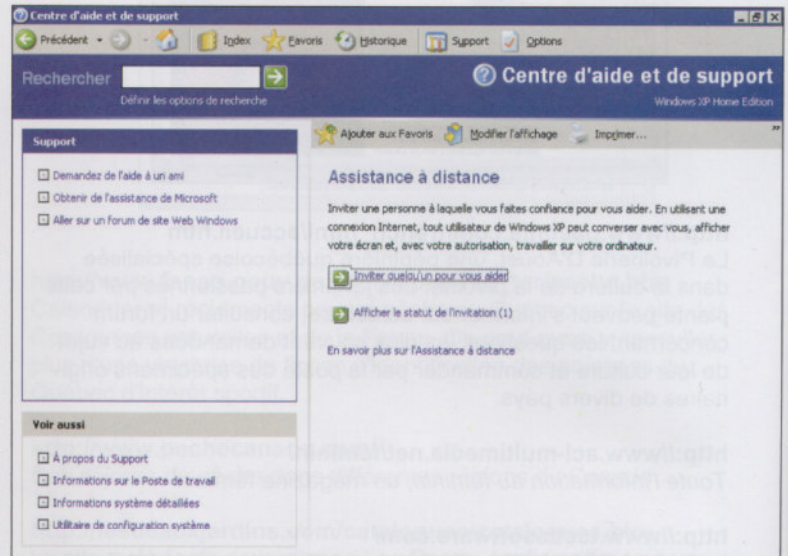 Centre d'aide et de support
Précédent Index Favoris Historique Support Options
Rechercher
Définir les options de recherche
Centre d'aide et de support
Windows XP Home Edition
Support
Demandez de l'aide à un ami
Obtenir de l'assistance de Microsoft
Aller sur un forum de site Web Windows
Voir aussi
À propos du Support
Informations sur le Poste de travail
Informations système détaillées
Utilitaire de configuration système
Ajouter aux Favoris Modifier l'affichage Imprimer...
Assistance à distance
Inviter une personne à laquelle vous faites confiance pour vous aider. En utilisant une
connexion Internet, tout utilisateur de Windows XP peut converser avec vous, afficher
votre écran et, avec votre autorisation, travailler sur votre ordinateur.
Inviter quelqu'un pour vous aider
Afficher le statut de l'invitation (1)
En savoir plus sur l'Assistance à distance